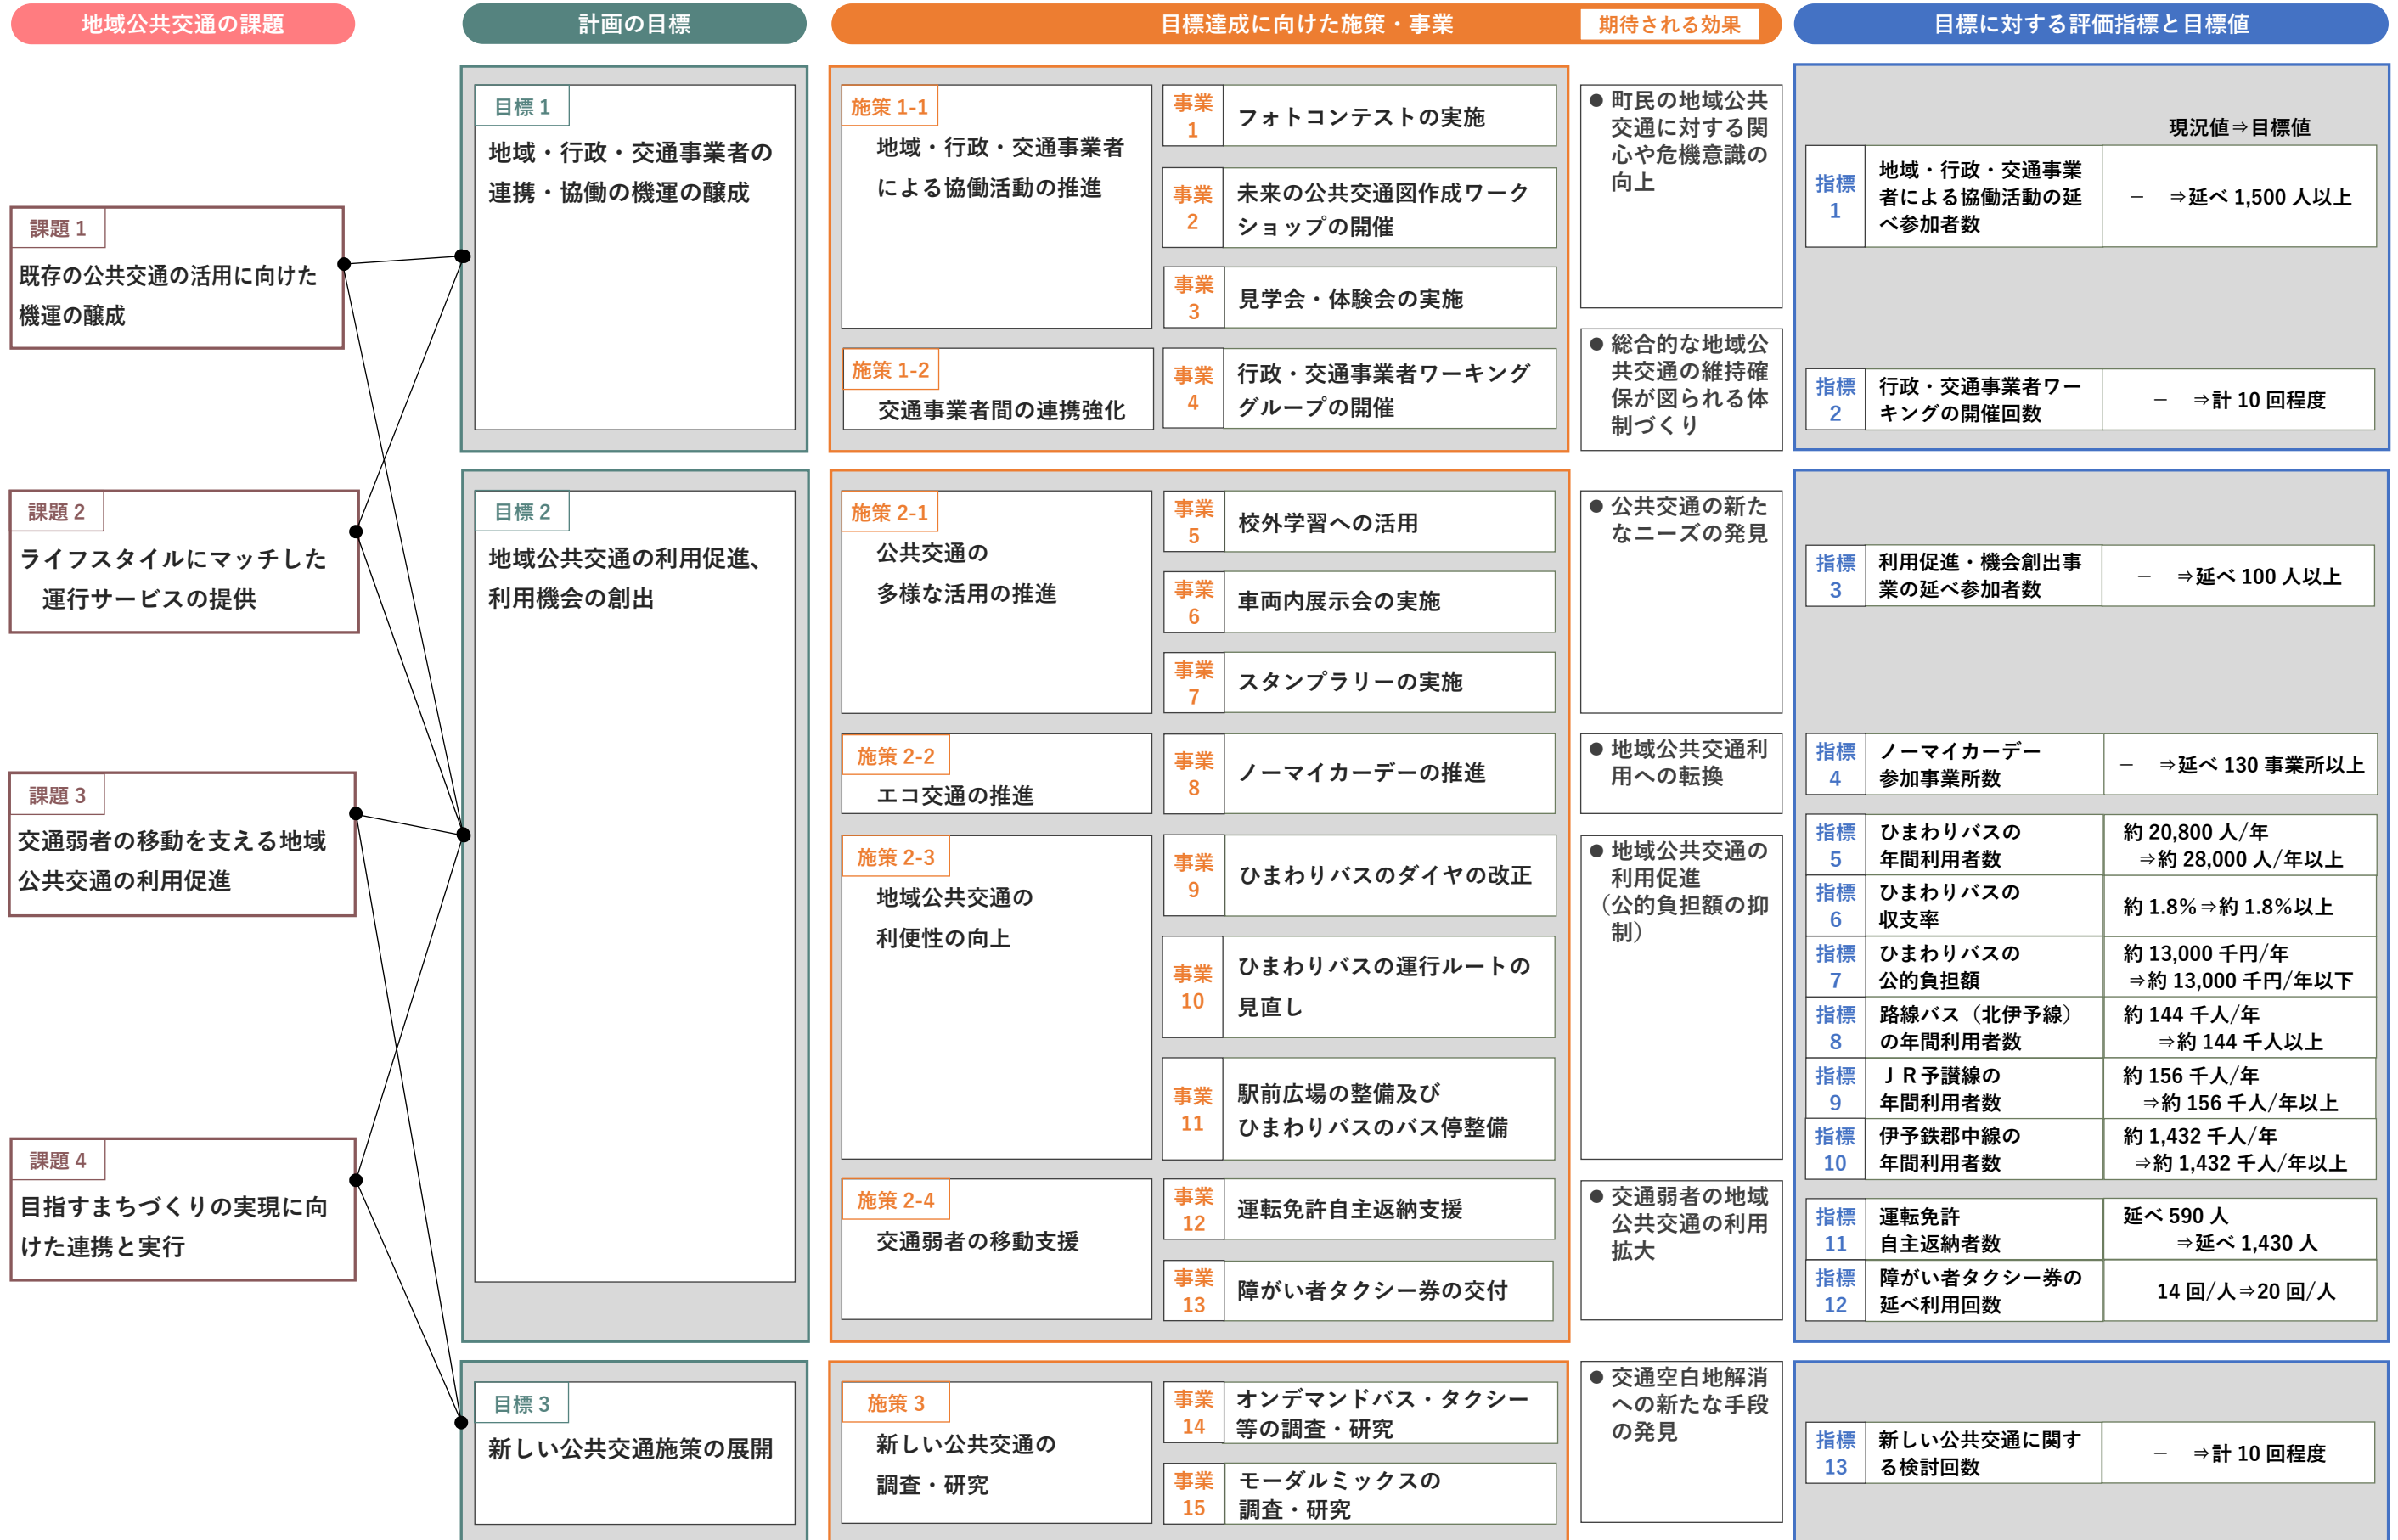 地域公共交通の課題
計画の目標
目標達成に向けた施策・事業
期待される効果
目標に対する評価指標と目標値
課題 1
既存の公共交通の活用に向けた
機運の醸成
課題 2
ライフスタイルにマッチした
運行サービスの提供
課題 3
交通弱者の移動を支える地域
公共交通の利用促進
課題 4
目指すまちづくりの実現に向
けた連携と実行
目標 1
地域・行政・交通事業者の
連携・協働の機運の醸成
施策 1-1
地域・行政・交通事業者
による協働活動の推進
事業
1
フォトコンテストの実施
事業
2
未来の公共交通図作成ワーク
ショップの開催
事業
3
見学会・体験会の実施
施策 1-2
交通事業者間の連携強化
事業
4
行政・交通事業者ワーキング
グループの開催
● 町民の地域公共
交通に対する関
心や危機意識の
向上
● 総合的な地域公
共交通の維持確
保が図られる体
制づくり
現況値⇒目標値
指標
1
地域・行政・交通事業
者による協働活動の延
べ参加者数
－ ⇒延べ 1,500 人以上
指標
2
行政・交通事業者ワー
キングの開催回数
－ ⇒計 10 回程度
目標 2
地域公共交通の利用促進、
利用機会の創出
施策 2-1
公共交通の
多様な活用の推進
事業
5
校外学習への活用
事業
6
車両内展示会の実施
事業
7
スタンプラリーの実施
施策 2-2
エコ交通の推進
事業
8
ノーマイカーデーの推進
施策 2-3
地域公共交通の
利便性の向上
事業
9
ひまわりバスのダイヤの改正
事業
10
ひまわりバスの運行ルートの
見直し
事業
11
駅前広場の整備及び
ひまわりバスのバス停整備
施策 2-4
交通弱者の移動支援
事業
12
運転免許自主返納支援
事業
13
障がい者タクシー券の交付
● 公共交通の新た
なニーズの発見
● 地域公共交通利
用への転換
● 地域公共交通の
利用促進
（公的負担額の抑
制）
● 交通弱者の地域
公共交通の利用
拡大
指標
3
利用促進・機会創出事
業の延べ参加者数
－ ⇒延べ 100 人以上
指標
4
ノーマイカーデー
参加事業所数
－ ⇒延べ 130 事業所以上
指標
5
ひまわりバスの
年間利用者数
約 20,800 人/年
⇒約 28,000 人/年以上
指標
6
ひまわりバスの
収支率
約 1.8%⇒約 1.8%以上
指標
7
ひまわりバスの
公的負担額
約 13,000 千円/年
⇒約 13,000 千円/年以下
指標
8
路線バス（北伊予線）
の年間利用者数
約 144 千人/年
⇒約 144 千人以上
指標
9
ＪＲ予讃線の
年間利用者数
約 156 千人/年
⇒約 156 千人/年以上
指標
10
伊予鉄郡中線の
年間利用者数
約 1,432 千人/年
⇒約 1,432 千人/年以上
指標
11
運転免許
自主返納者数
延べ 590 人
⇒延べ 1,430 人
指標
12
障がい者タクシー券の
延べ利用回数
14 回/人⇒20 回/人
目標 3
新しい公共交通施策の展開
施策 3
新しい公共交通の
調査・研究
事業
14
オンデマンドバス・タクシー
等の調査・研究
事業
15
モーダルミックスの
調査・研究
● 交通空白地解消
への新たな手段
の発見
指標
13
新しい公共交通に関す
る検討回数
－ ⇒計 10 回程度